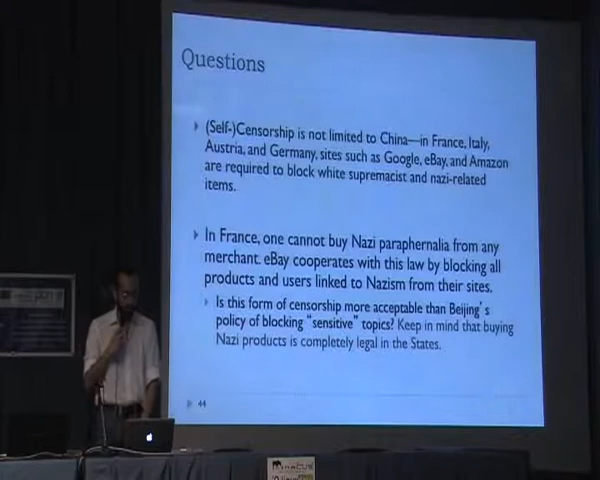 Questions
(Self-)Censorship is not limited to China—in France, Italy,
Austria, and Germany, sites such as Google, eBay, and Amazon
are required to block white supremacist and nazi-related
items.
In France, one cannot buy Nazi paraphernalia from any
merchant. eBay cooperates with this law by blocking all
products and users linked to Nazism from their sites.
Is this form of censorship more acceptable than Beijing's
policy of blocking "sensitive" topics? Keep in mind that buying
Nazi products is completely legal in the States.
44